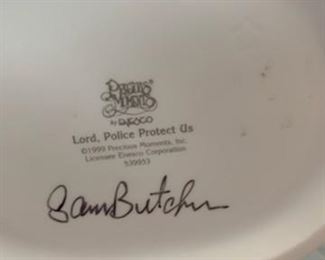 PRECIOUS
MOMENTS
by ENESCO
Lord, Police Protect Us
©1999 Precious Moments, Inc.
Licensee Enesco Corporation
539953
Sam Butcher